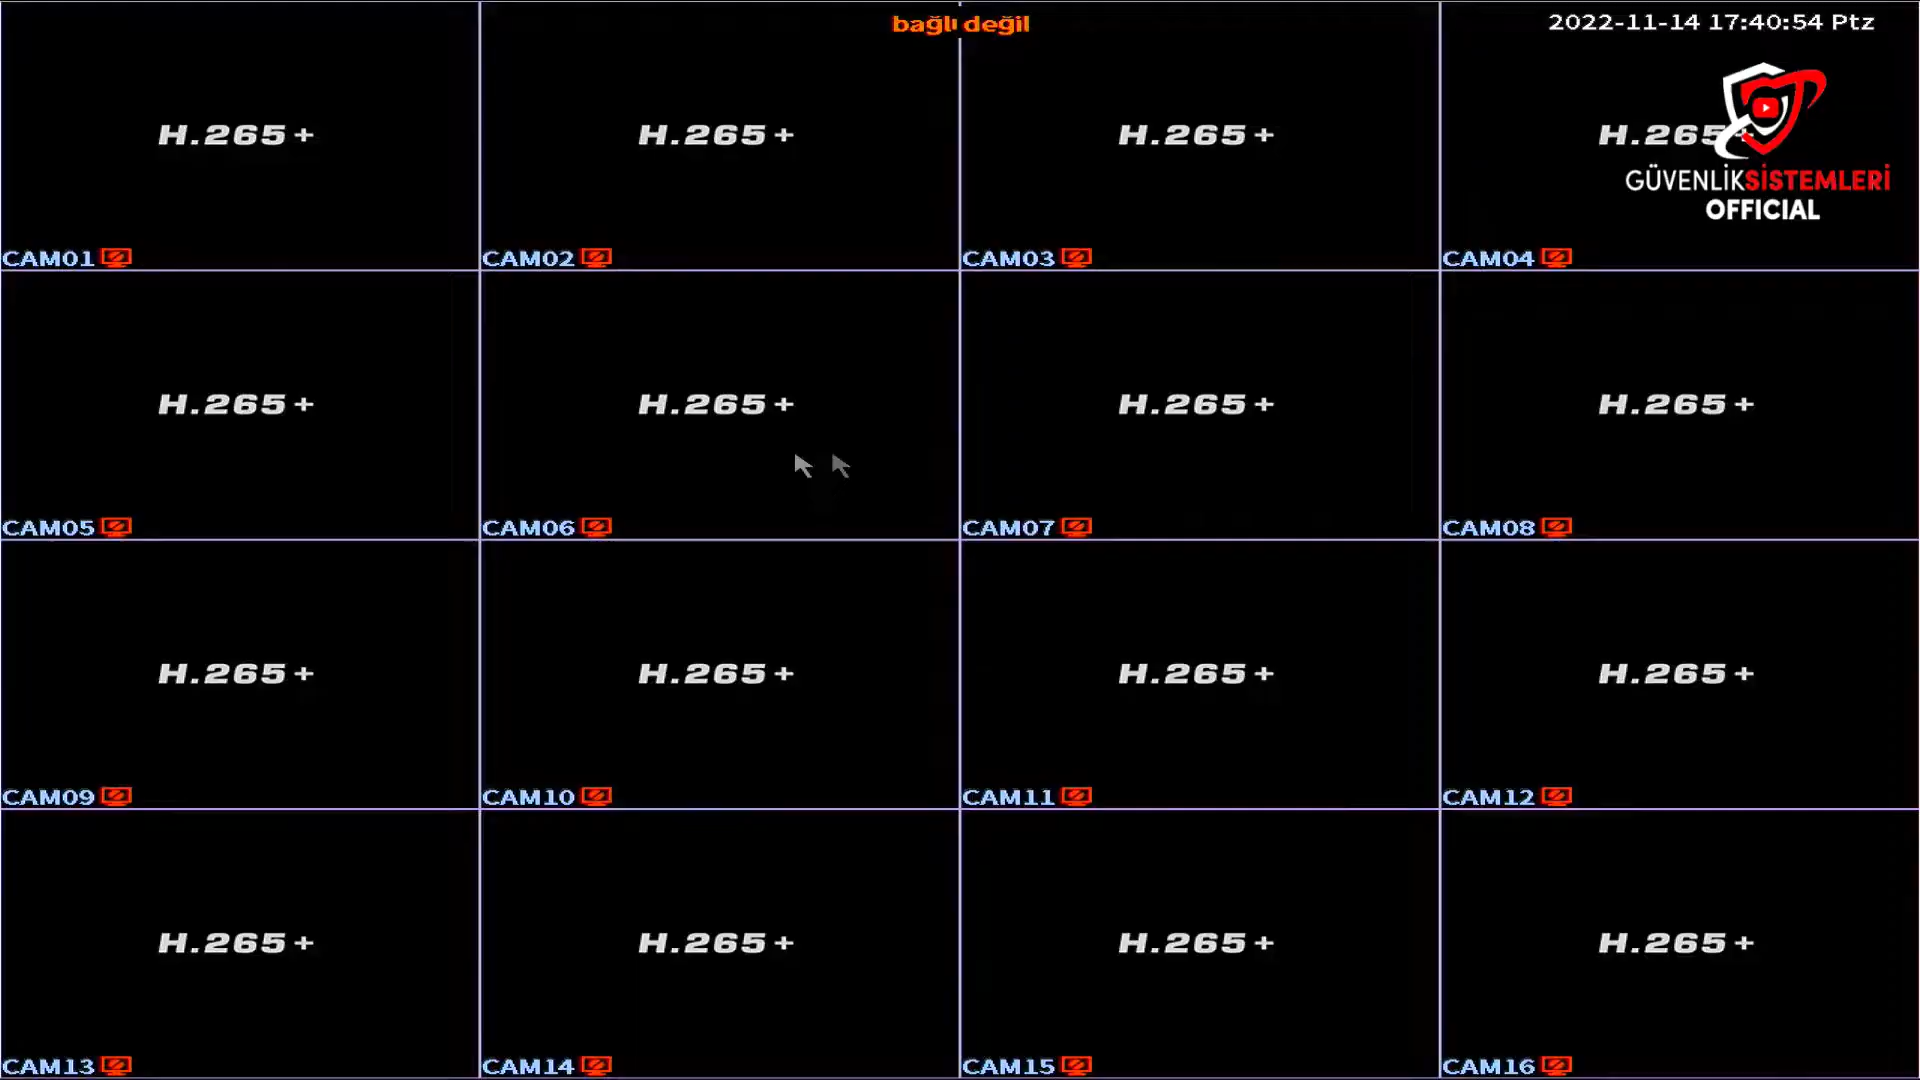 bağlı değil
2022-11-14 17:40:54 Ptz
H.265+
H.265+
H.265+
H.265+
GÜVENLİKSİSTEMLERİ
OFFICIAL
CAM01
CAM02
CAM03
CAM04
H.265+
H.265+
H.265+
H.265+
CAM05
CAM06
CAM07
CAM08
H.265+
H.265+
H.265+
H.265+
CAM09
CAM10
CAM11
CAM12
H.265+
H.265+
H.265+
H.265+
CAM13
CAM14
CAM15
CAM16